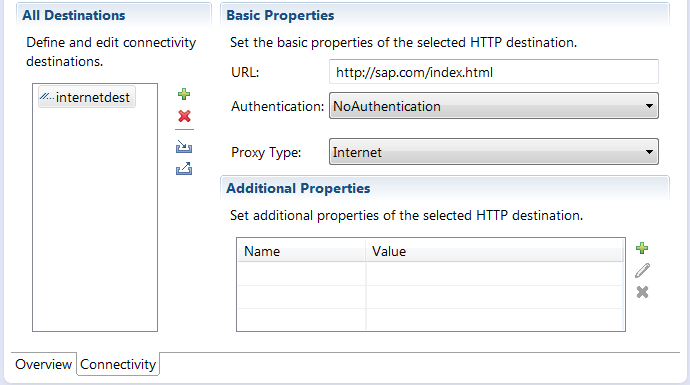 All Destinations
Define and edit connectivity
destinations.
internetdest
Basic Properties
Set the basic properties of the selected HTTP destination.
URL: http://sap.com/index.html
Authentication: NoAuthentication
Proxy Type: Internet
Additional Properties
Set additional properties of the selected HTTP destination.
Name Value
Overview Connectivity